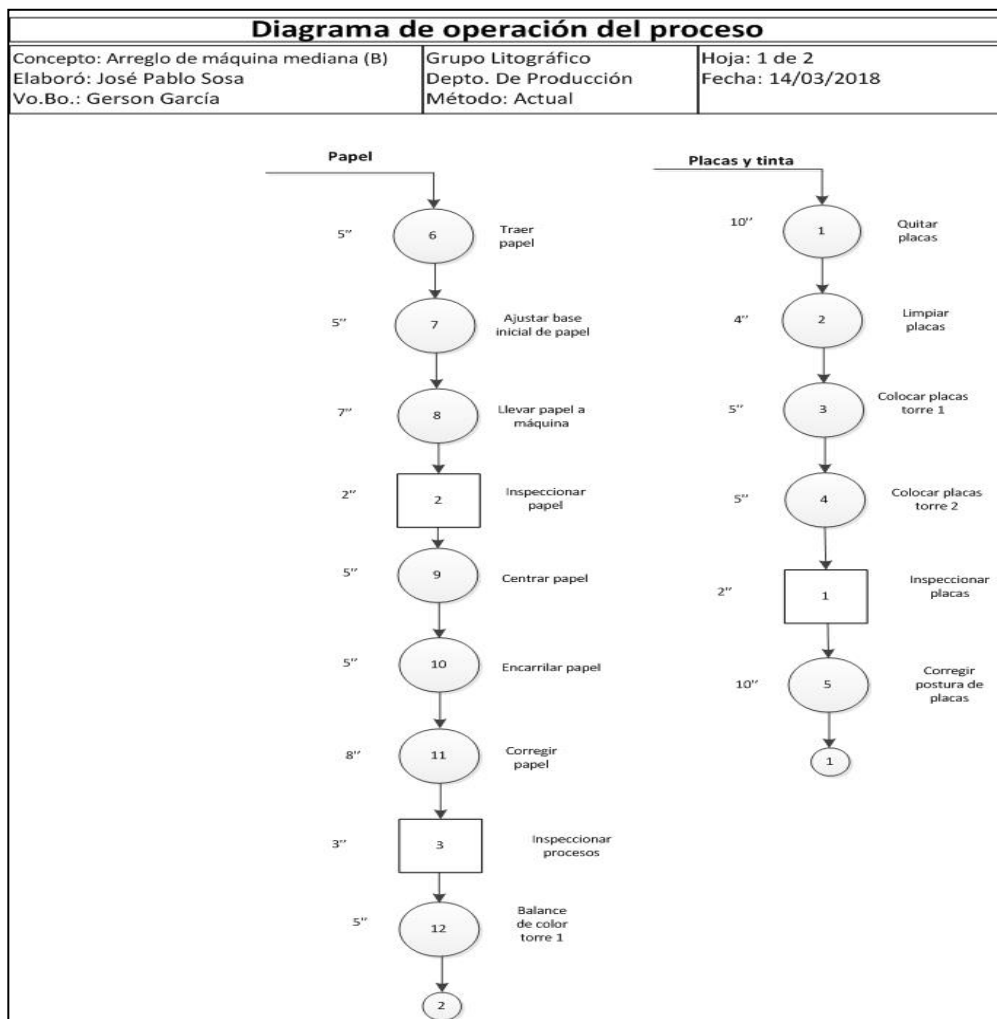 Diagrama de operación del proceso
Concepto: Arreglo de máquina mediana (B)
Elaboró: José Pablo Sosa
Vo.Bo.: Gerson García
Grupo Litográfico
Depto. De Producción
Método: Actual
Hoja: 1 de 2
Fecha: 14/03/2018
Papel
5’’
6
Traer
papel
5’’
7
Ajustar base
inicial de papel
7’’
8
Llevar papel a
máquina
2’’
2
Inspeccionar
papel
5’’
9
Centrar papel
5’’
10
Encarrilar papel
8’’
11
Corregir
papel
3’’
3
Inspeccionar
procesos
5’’
12
Balance
de color
torre 1
2
Placas y tinta
10’’
1
Quitar
placas
4’’
2
Limpiar
placas
5’’
3
Colocar placas
torre 1
5’’
4
Colocar placas
torre 2
2’’
1
Inspeccionar
placas
10’’
5
Corregir
postura de
placas
1